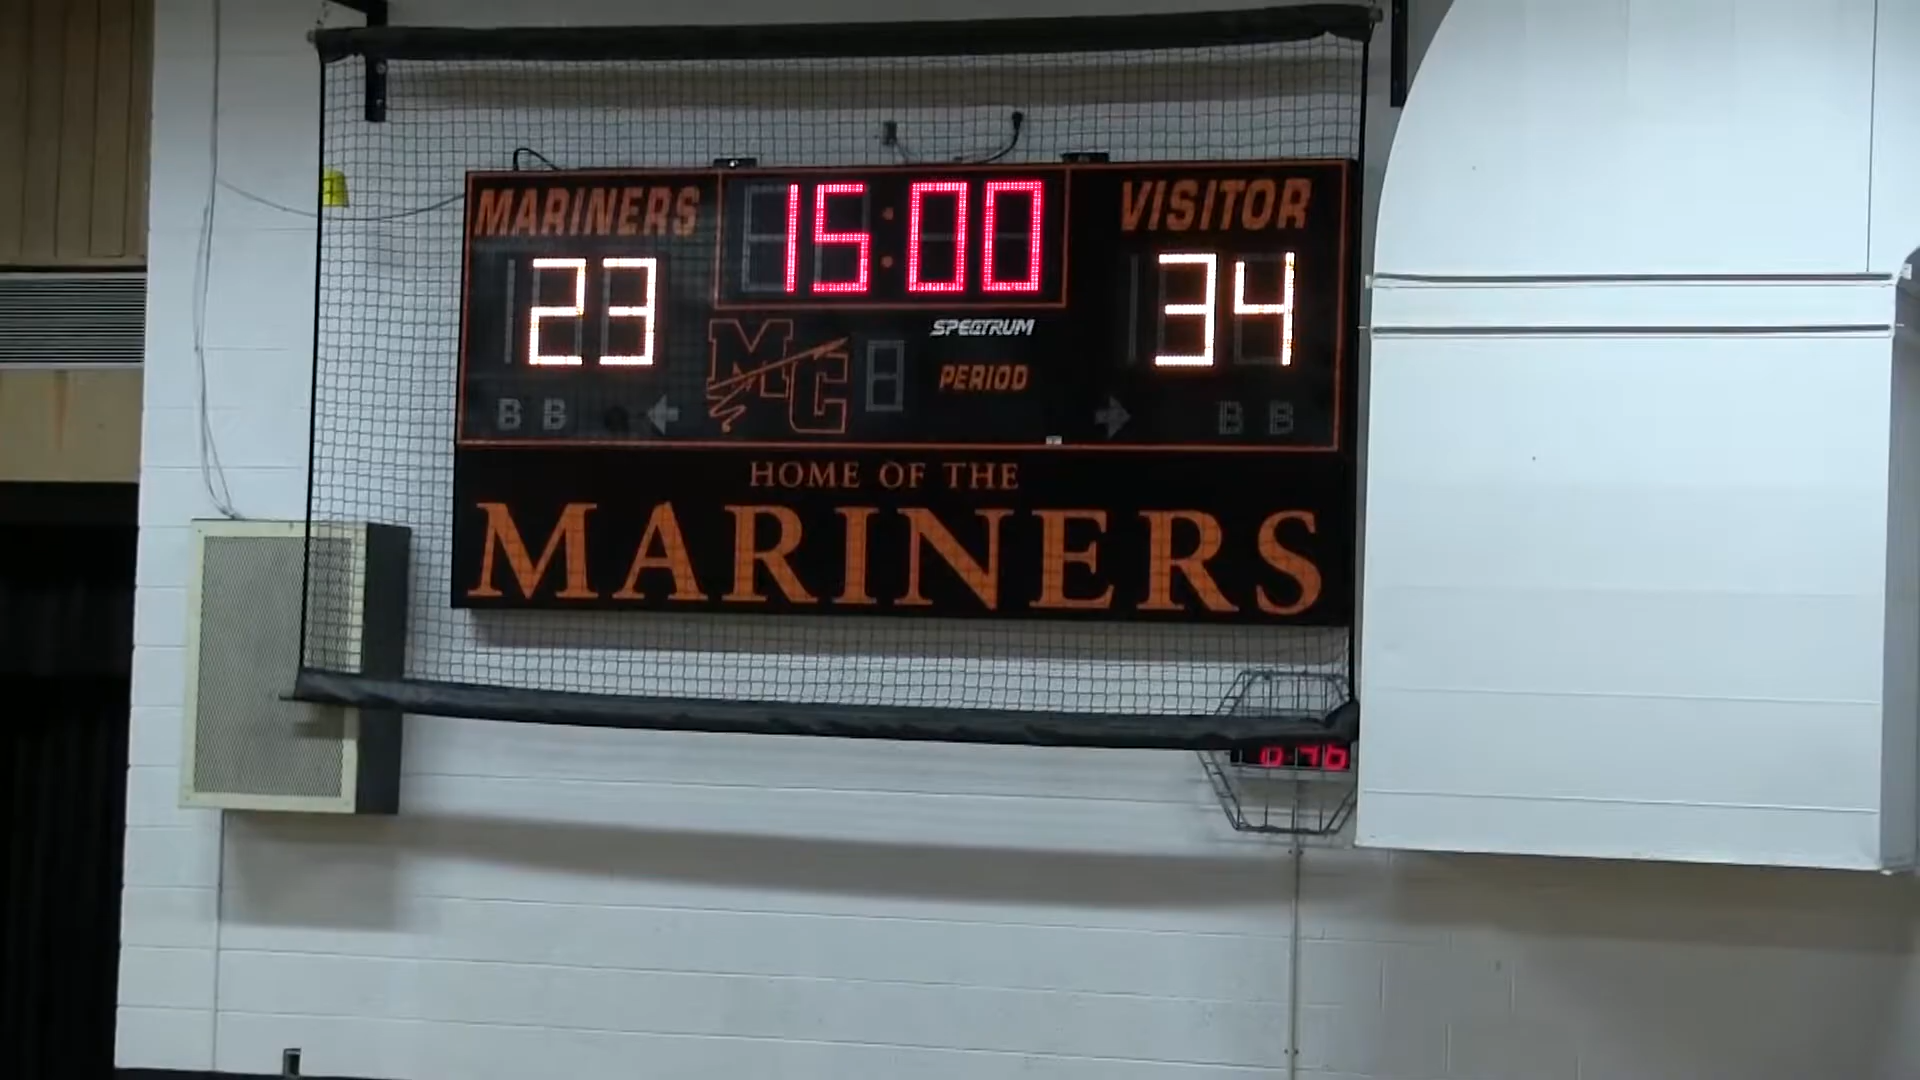 MARINERS 15:00 VISITOR
23 34
SPECTRUM
MC
PERIOD
B B B B
HOME OF THE
MARINERS